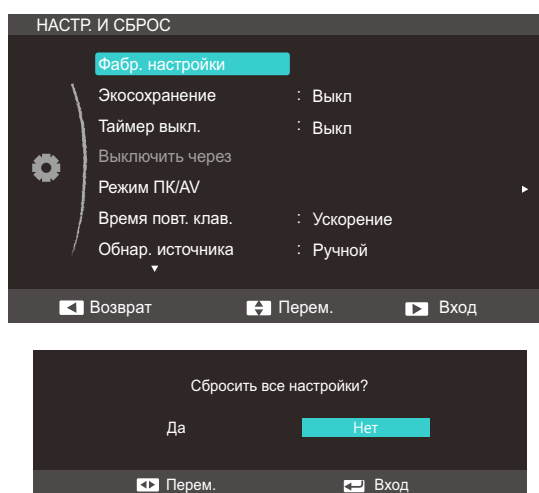 НАСТР. И СБРОС
Фабр. настройки
Экосохранение : Выкл
Таймер выкл. : Выкл
Выключить через
Режим ПК/AV
Время повт. клав. : Ускорение
Обнар. источника : Ручной
Возврат Перем. Вход
Сбросить все настройки?
Да Нет
Перем. Вход